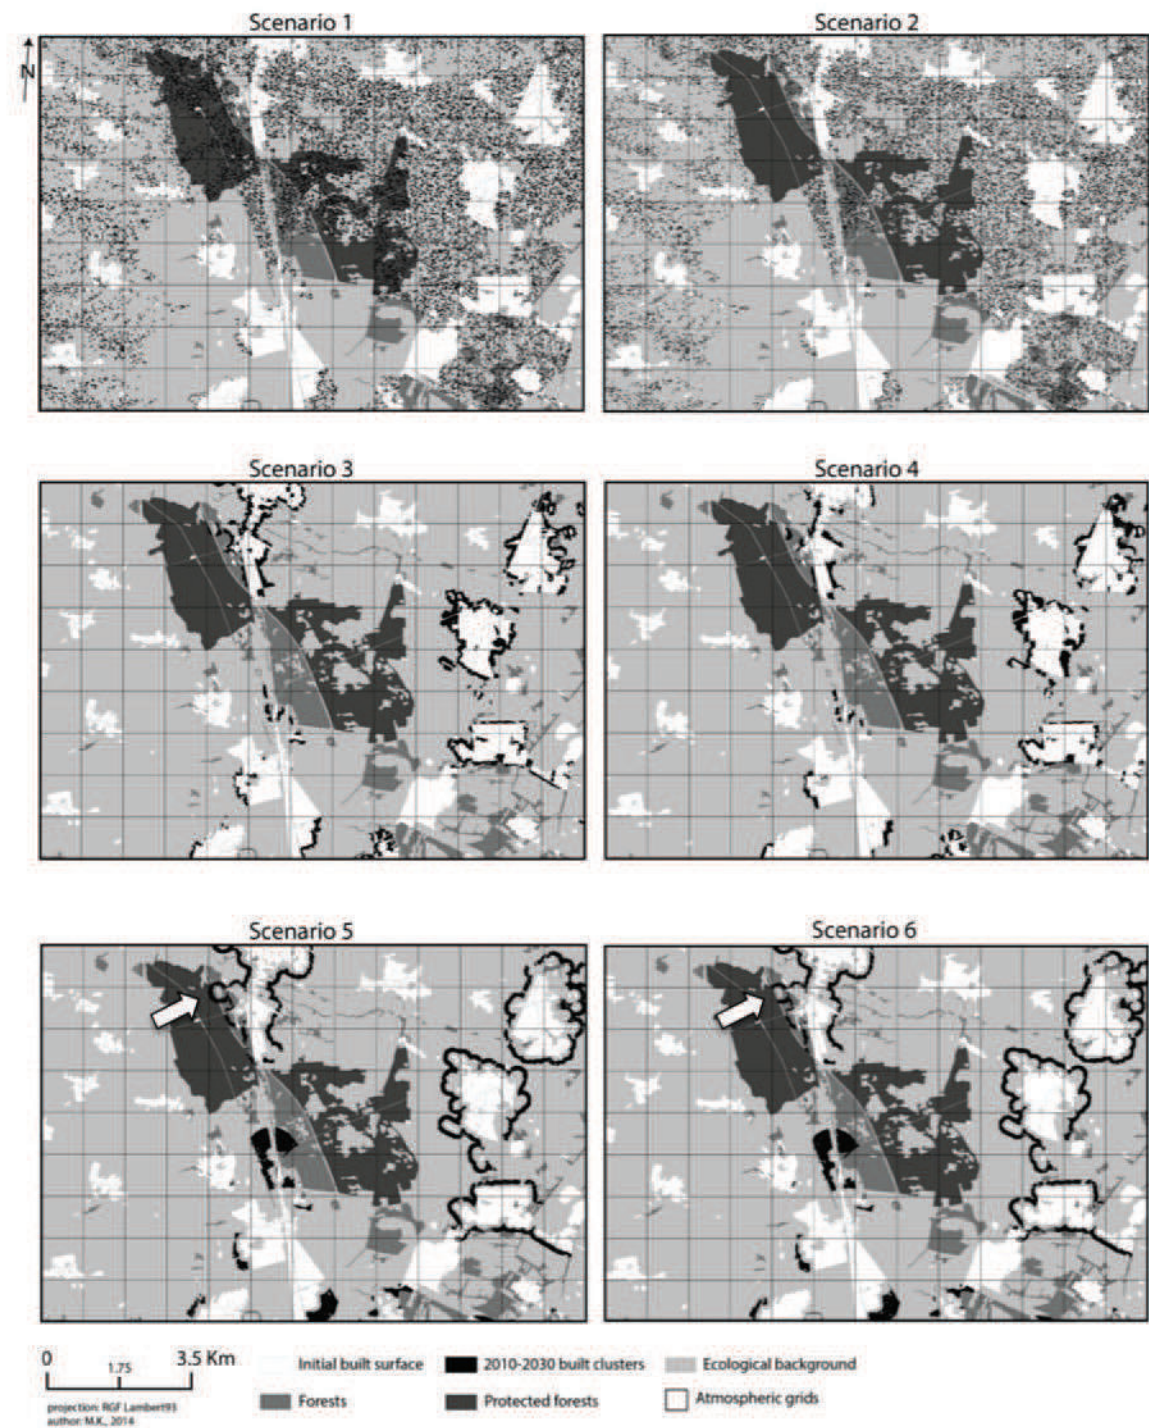 Scenario 1
Scenario 2
N
Scenario 3
Scenario 4
Scenario 5
Scenario 6
0 1.75 3.5 Km
projection: RGF Lambert93
author: M.K., 2014
Initial built surface
2010-2030 built clusters
Ecological background
Forests
Protected forests
Atmospheric grids